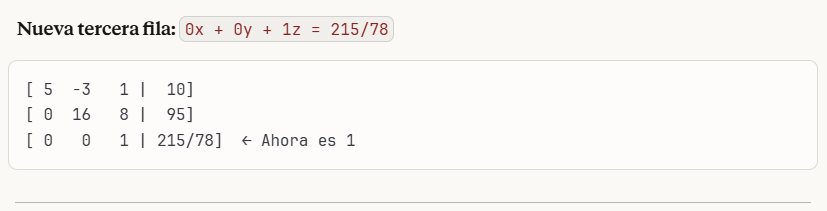 Nueva tercera fila: 0x + 0y + 1z = 215/78
[ 5  -3   1 |  10]
[ 0  16   8 |  95]
[ 0   0   1 | 215/78]  ← Ahora es 1